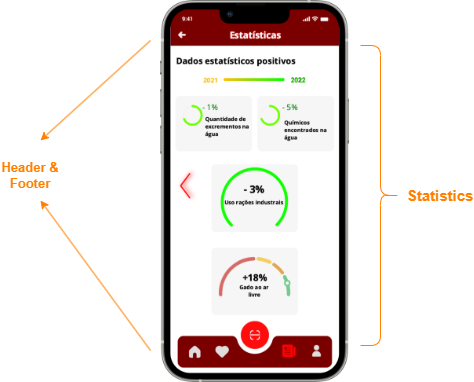 9:41
Estatísticas
Dados estatísticos positivos
2021
2022
- 1%
Quantidade de
excrementos na
água
- 5%
Químicos
encontrados na
água
Header &
Footer
Statistics
- 3%
Uso rações industrais
+18%
Gado ao ar
livre